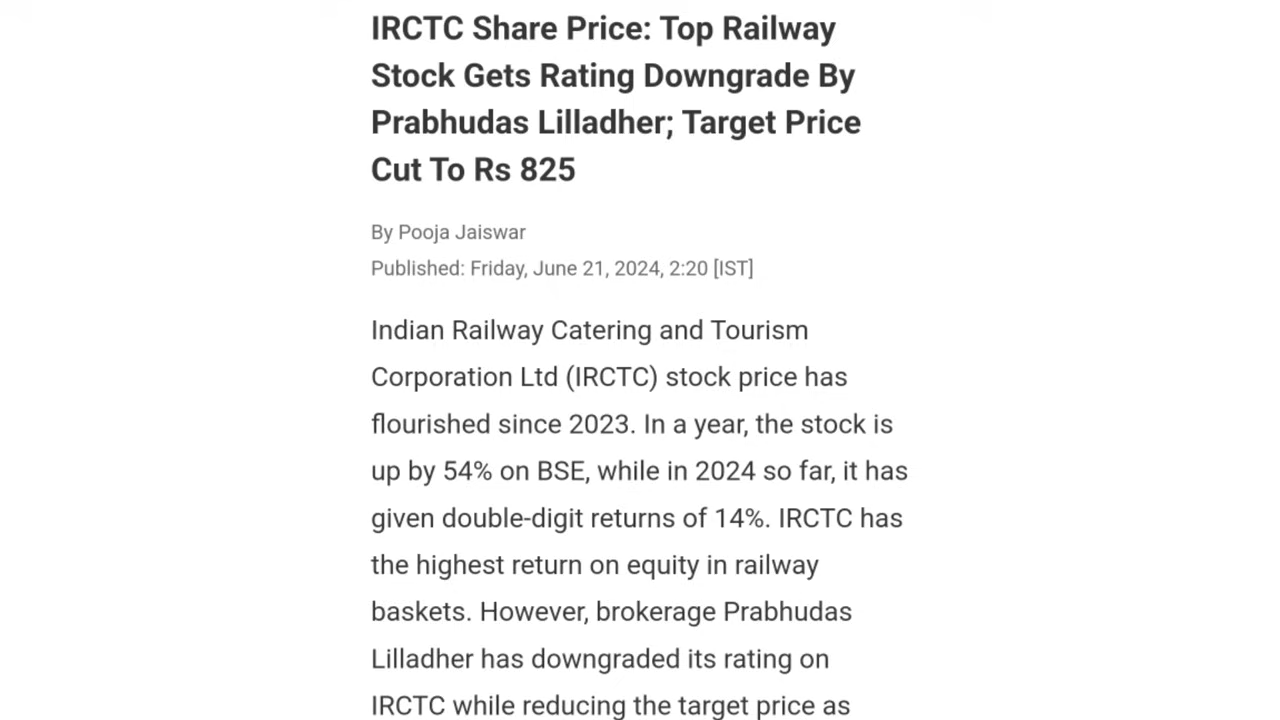 IRCTC Share Price: Top Railway
Stock Gets Rating Downgrade By
Prabhudas Lilladher; Target Price
Cut To Rs 825
By Pooja Jaiswar
Published: Friday, June 21, 2024, 2:20 [IST]
Indian Railway Catering and Tourism
Corporation Ltd (IRCTC) stock price has
flourished since 2023. In a year, the stock is
up by 54% on BSE, while in 2024 so far, it has
given double-digit returns of 14%. IRCTC has
the highest return on equity in railway
baskets. However, brokerage Prabhudas
Lilladher has downgraded its rating on
IRCTC while reducing the target price as